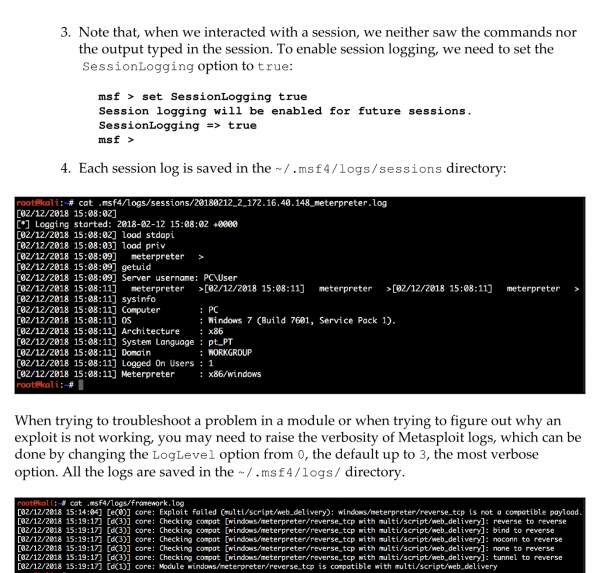 3. Note that, when we interacted with a session, we neither saw the commands nor
the output typed in the session. To enable session logging, we need to set the
SessionLogging option to true:
msf > set SessionLogging true
Session logging will be enabled for future sessions.
SessionLogging => true
msf >
4. Each session log is saved in the ~/.msf4/logs/sessions directory:
root@kali:~# cat .msf4/logs/sessions/20180212_2_172.16.40.148_meterpreter.log
[02/12/2018 15:08:02]
[*] Logging started: 2018-02-12 15:08:02 +0000
[02/12/2018 15:08:02] load stdapi
[02/12/2018 15:08:03] load priv
[02/12/2018 15:08:09] meterpreter >
[02/12/2018 15:08:09] getuid
[02/12/2018 15:08:09] Server username: PC\User
[02/12/2018 15:08:11] meterpreter >[02/12/2018 15:08:11] meterpreter >[02/12/2018 15:08:11] meterpreter >
[02/12/2018 15:08:11] sysinfo
[02/12/2018 15:08:11] Computer : PC
[02/12/2018 15:08:11] OS : Windows 7 (Build 7601, Service Pack 1).
[02/12/2018 15:08:11] Architecture : x86
[02/12/2018 15:08:11] System Language : pt_PT
[02/12/2018 15:08:11] Domain : WORKGROUP
[02/12/2018 15:08:11] Logged On Users : 1
[02/12/2018 15:08:11] Meterpreter : x86/windows
root@kali:~#
When trying to troubleshoot a problem in a module or when trying to figure out why an
exploit is not working, you may need to raise the verbosity of Metasploit logs, which can be
done by changing the LogLevel option from 0, the default up to 3, the most verbose
option. All the logs are saved in the ~/.msf4/logs/ directory.
root@kali:~# cat .msf4/logs/framework.log
[02/12/2018 15:14:04] [e(0)] core: Exploit failed (multi/script/web_delivery): windows/meterpreter/reverse_tcp is not a compatible payload.
[02/12/2018 15:19:17] [d(3)] core: Checking compat [windows/meterpreter/reverse_tcp with multi/script/web_delivery]: reverse to reverse
[02/12/2018 15:19:17] [d(3)] core: Checking compat [windows/meterpreter/reverse_tcp with multi/script/web_delivery]: bind to reverse
[02/12/2018 15:19:17] [d(3)] core: Checking compat [windows/meterpreter/reverse_tcp with multi/script/web_delivery]: noconn to reverse
[02/12/2018 15:19:17] [d(3)] core: Checking compat [windows/meterpreter/reverse_tcp with multi/script/web_delivery]: none to reverse
[02/12/2018 15:19:17] [d(3)] core: Checking compat [windows/meterpreter/reverse_tcp with multi/script/web_delivery]: tunnel to reverse
[02/12/2018 15:19:17] [d(1)] core: Module windows/meterpreter/reverse_tcp is compatible with multi/script/web_delivery